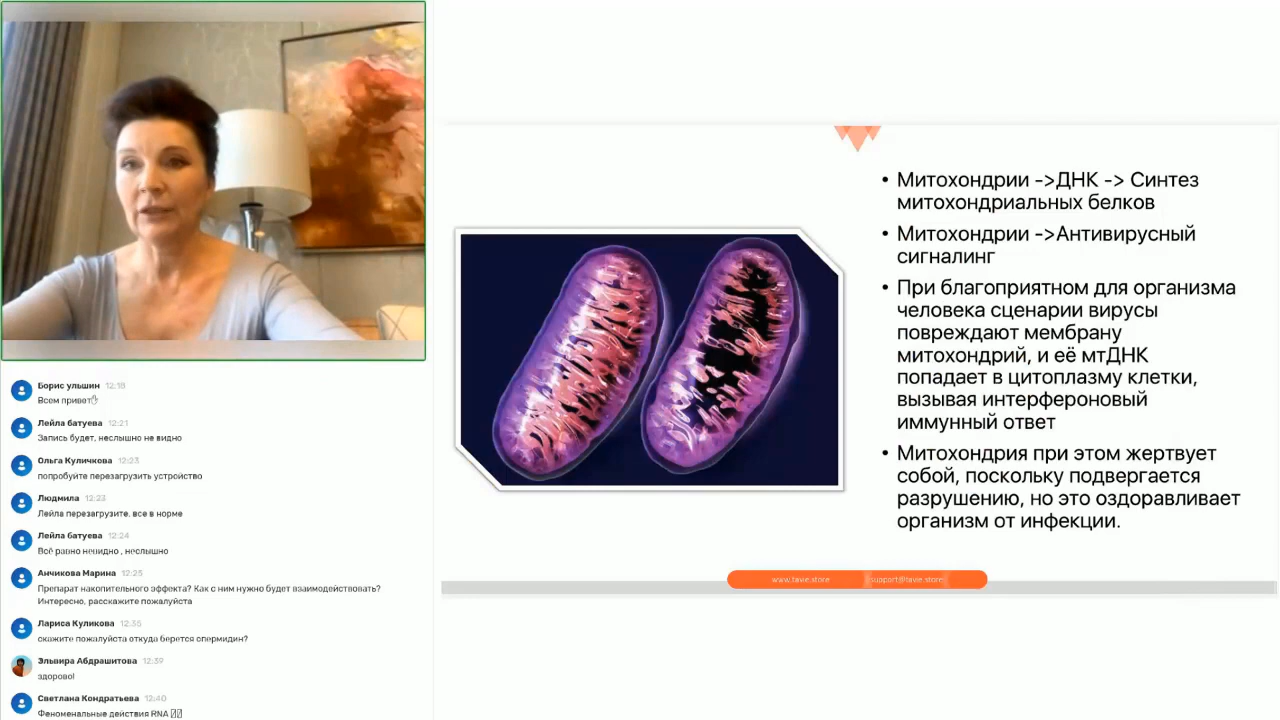 Борис ульшин 12:18
Всем привет
Лейла батуева 12:21
Запись будет, неслышно не видно
Ольга Куличкова 12:23
попробуйте перезагрузить устройство
Людмила 12:23
Лейла перезагрузите. все в норме
Лейла батуева 12:24
Всё равно невидно , неслышно
Анчикова Марина 12:25
Препарат накопительного эффекта? Как с ним нужно будет взаимодействовать?
Интересно, расскажите пожалуйста
Лариса Куликова
скажите пожалуйста откуда берется спермидин?
Эльвира Абдрашитова 12:39
здорово!
Светлана Кондратьева 12:40
Феноменальные действия RNA
• Митохондрии ->ДНК -> Синтез
митохондриальных белков
• Митохондрии ->Антивирусный
сигналинг
• При благоприятном для организма
человека сценарии вирусы
повреждают мембрану
митохондрий, и её мтДНК
попадает в цитоплазму клетки,
вызывая интерфероновый
иммунный ответ
• Митохондрия при этом жертвует
собой, поскольку подвергается
разрушению, но это оздоравливает
организм от инфекции.
www.favie.store support@favie.store